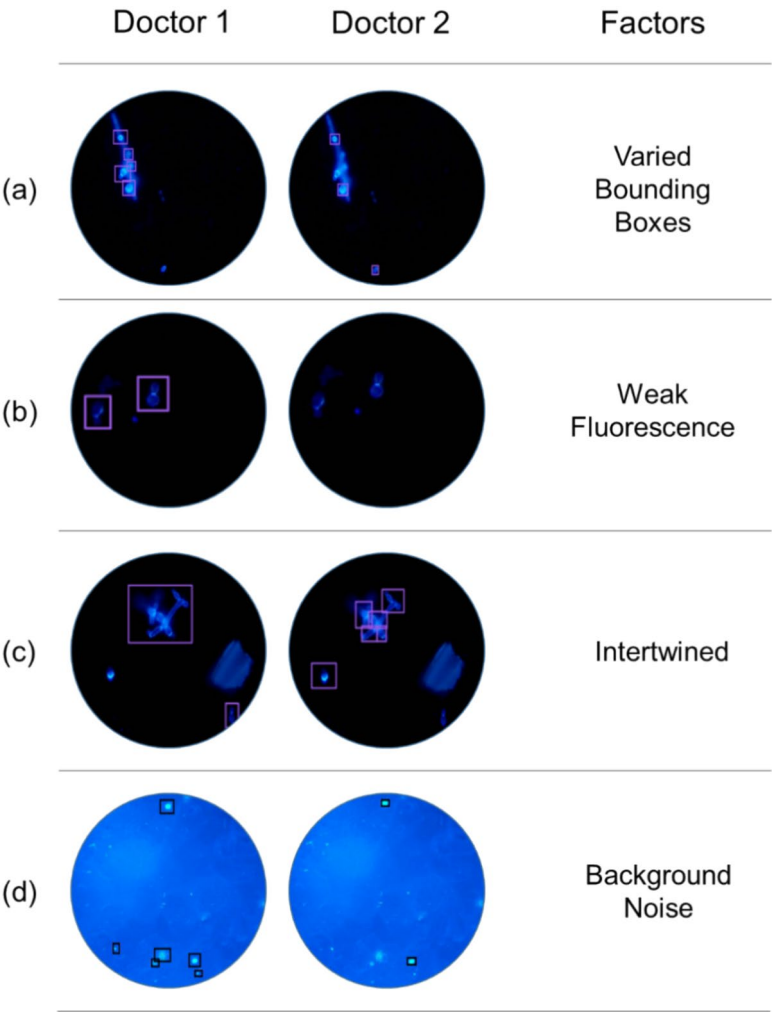 Doctor 1 Doctor 2 Factors
(a)
Varied
Bounding
Boxes
(b)
Weak
Fluorescence
(c)
Intertwined
(d)
Background
Noise